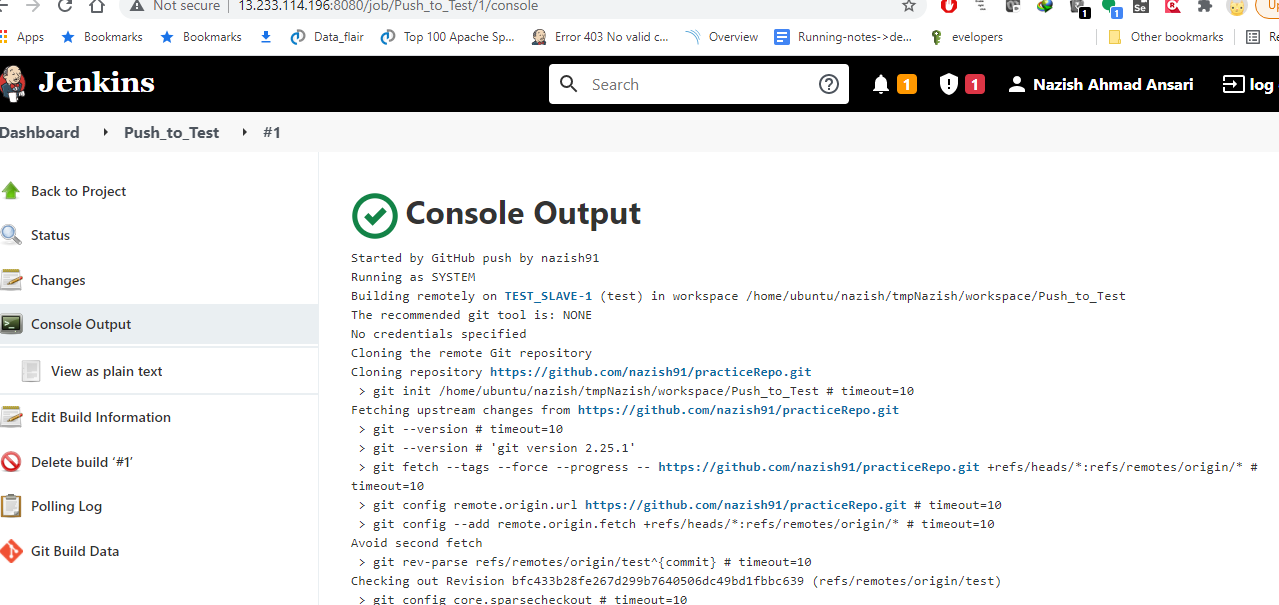 Not secure | 13.233.114.196:8080/job/Push_to_Test/1/console
Apps Bookmarks Bookmarks Data_flair Top 100 Apache Sp... Error 403 No valid c... Overview Running-notes->de... evelopers Other bookmarks Re
Jenkins Search 1 1 Nazish Ahmad Ansari log
Dashboard Push_to_Test #1
Back to Project
Status
Changes
Console Output
View as plain text
Edit Build Information
Delete build ‘#1’
Polling Log
Git Build Data
Console Output
Started by GitHub push by nazish91
Running as SYSTEM
Building remotely on TEST_SLAVE-1 (test) in workspace /home/ubuntu/nazish/tmpNazish/workspace/Push_to_Test
The recommended git tool is: NONE
No credentials specified
Cloning the remote Git repository
Cloning repository https://github.com/nazish91/practiceRepo.git
> git init /home/ubuntu/nazish/tmpNazish/workspace/Push_to_Test # timeout=10
Fetching upstream changes from https://github.com/nazish91/practiceRepo.git
> git --version # timeout=10
> git --version # 'git version 2.25.1'
> git fetch --tags --force --progress -- https://github.com/nazish91/practiceRepo.git +refs/heads/*:refs/remotes/origin/* #
timeout=10
> git config remote.origin.url https://github.com/nazish91/practiceRepo.git # timeout=10
> git config --add remote.origin.fetch +refs/heads/*:refs/remotes/origin/* # timeout=10
Avoid second fetch
> git rev-parse refs/remotes/origin/test^{commit} # timeout=10
Checking out Revision bfc433b28fe267d299b7640506dc49bd1fbbc639 (refs/remotes/origin/test)
> git config core.sparsecheckout # timeout=10